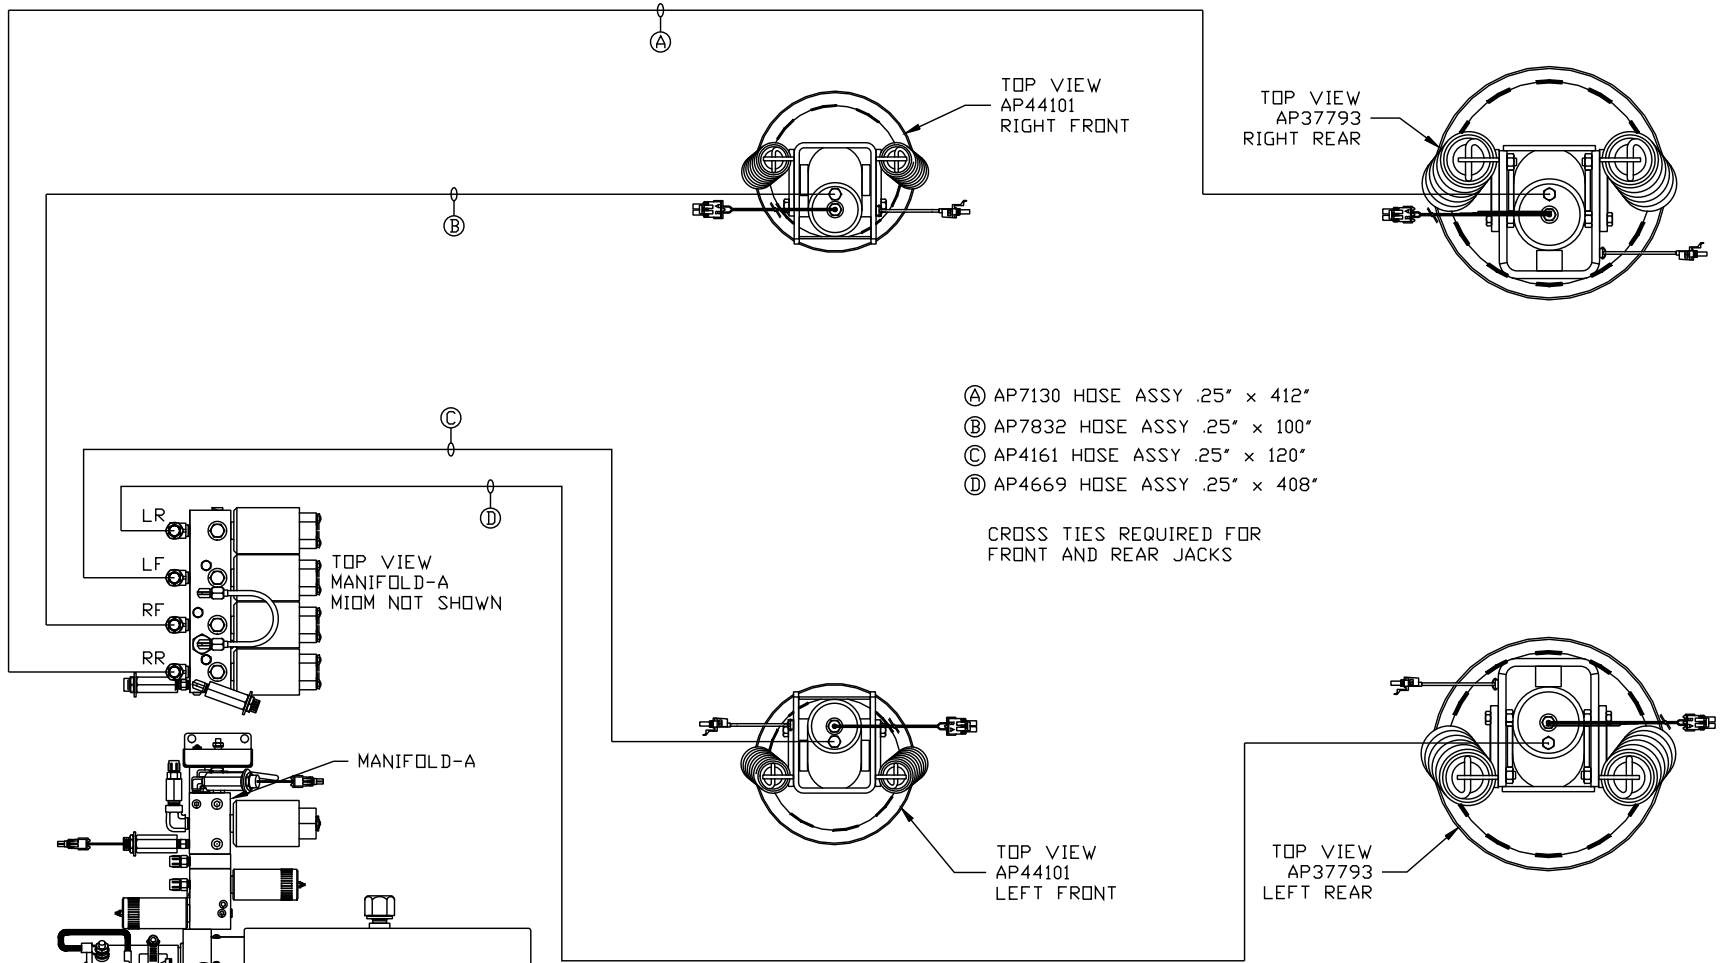 A
TOP VIEW
AP44101
RIGHT FRONT
TOP VIEW
AP37793
RIGHT REAR
B
A AP7130 HOSE ASSY .25" x 412"
B AP7832 HOSE ASSY .25" x 100"
C AP4161 HOSE ASSY .25" x 120"
D AP4669 HOSE ASSY .25" x 408"
CROSS TIES REQUIRED FOR
FRONT AND REAR JACKS
C
D
LR
LF
RF
RR
TOP VIEW
MANIFOLD-A
MIOM NOT SHOWN
MANIFOLD-A
TOP VIEW
AP44101
LEFT FRONT
TOP VIEW
AP37793
LEFT REAR